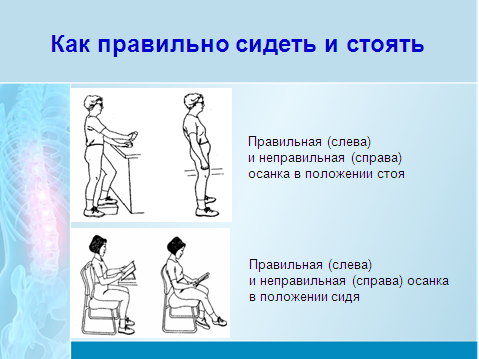 Как правильно сидеть и стоять
Правильная (слева)
и неправильная (справа)
осанка в положении стоя
Правильная (слева)
и неправильная (справа) осанка
в положении сидя